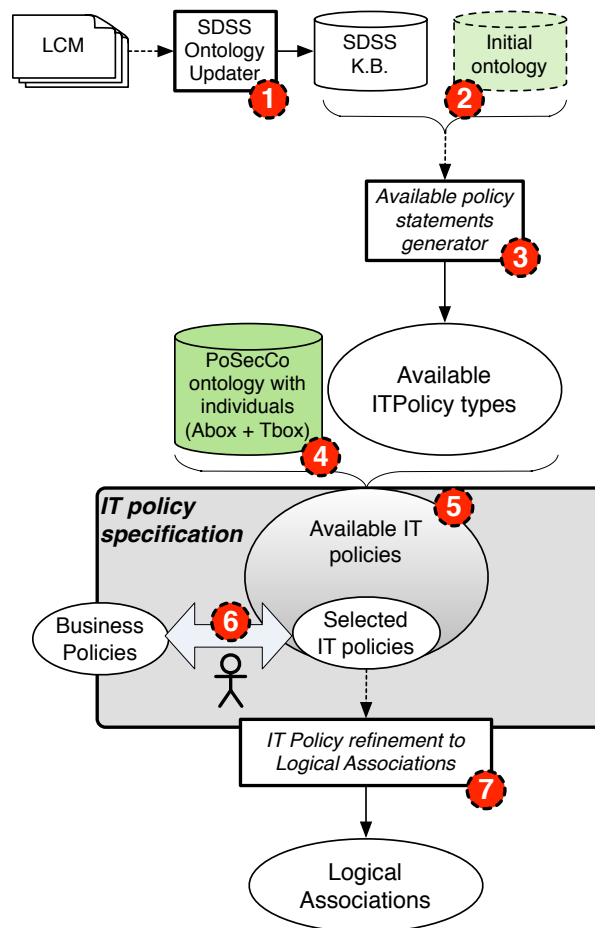 LCM
SDSS
Ontology
Updater
1
SDSS
K.B.
Initial
ontology
2
Available policy
statements
generator
3
PoSecCo
ontology with
individuals
(Abox + Tbox)
4
Available
ITPolicy types
IT policy
specification
5
Available IT
policies
6
Business
Policies
Selected
IT policies
IT Policy refinement to
Logical Associations
7
Logical
Associations